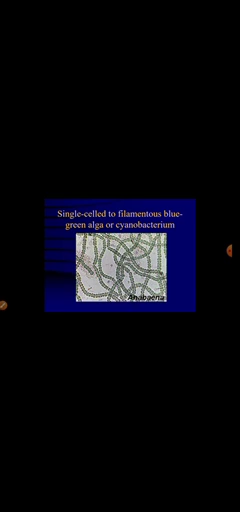 Single-celled to filamentous blue-
green alga or cyanobacterium
Anabaena